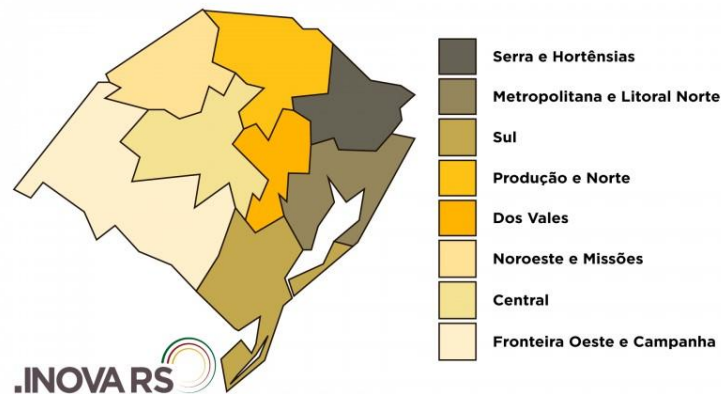 Serra e Hortênsias
Metropolitana e Litoral Norte
Sul
Produção e Norte
Dos Vales
Noroeste e Missões
Central
Fronteira Oeste e Campanha
.INOVA RS